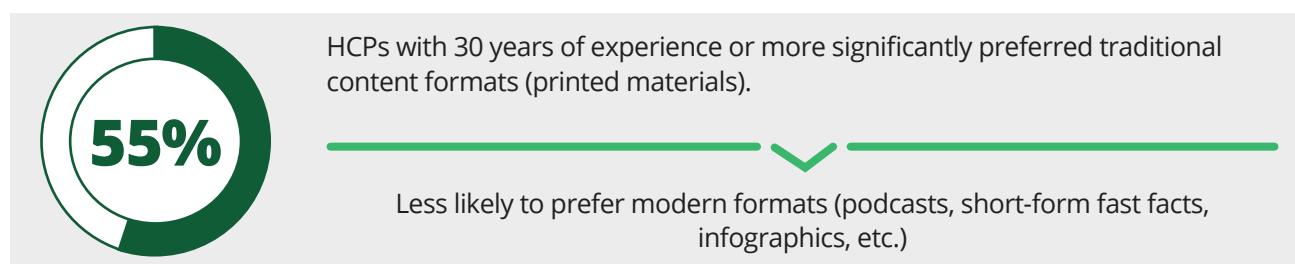 55%
HCPs with 30 years of experience or more significantly preferred traditional
content formats (printed materials).
Less likely to prefer modern formats (podcasts, short-form fast facts,
infographics, etc.)